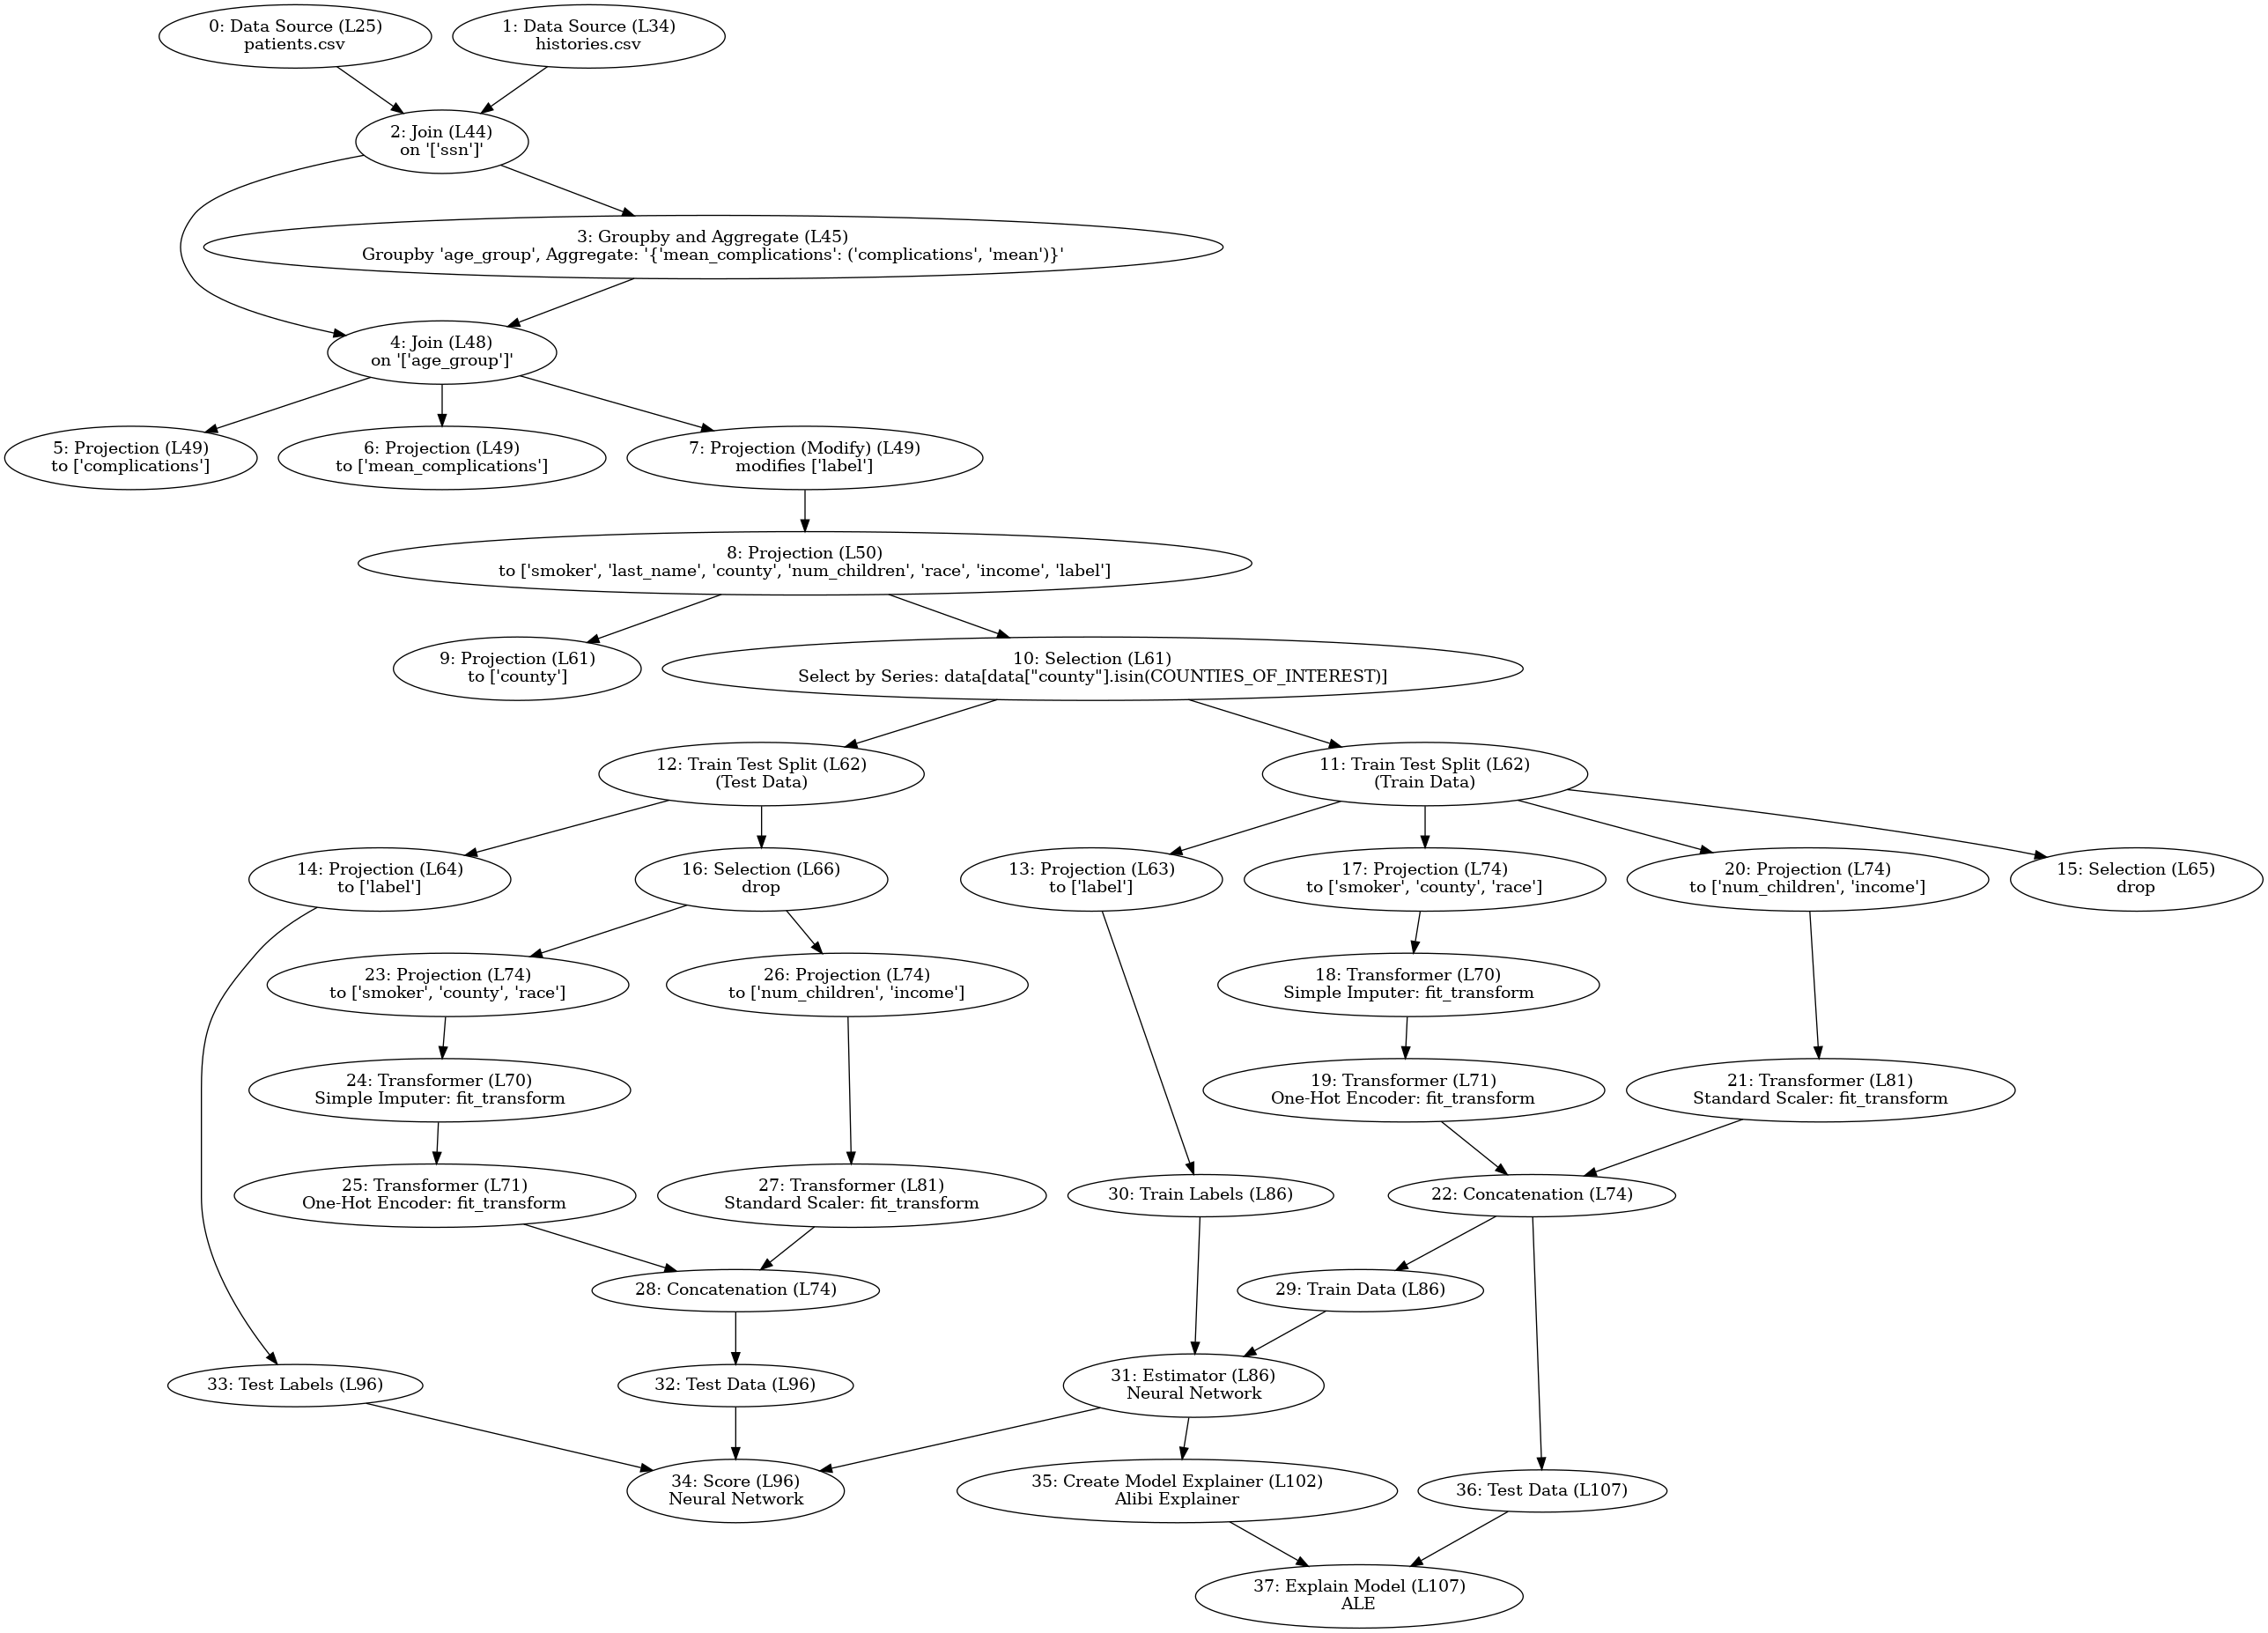 0: Data Source (L25)
patients.csv
1: Data Source (L34)
histories.csv
2: Join (L44)
on '['ssn']'
3: Groupby and Aggregate (L45)
Groupby 'age_group', Aggregate: '{'mean_complications': ('complications', 'mean')}'
4: Join (L48)
on '['age_group']'
5: Projection (L49)
to ['complications']
6: Projection (L49)
to ['mean_complications']
7: Projection (Modify) (L49)
modifies ['label']
8: Projection (L50)
to ['smoker', 'last_name', 'county', 'num_children', 'race', 'income', 'label']
9: Projection (L61)
to ['county']
10: Selection (L61)
Select by Series: data[data[\"county\"].isin(COUNTIES_OF_INTEREST)]
12: Train Test Split (L62)
(Test Data)
11: Train Test Split (L62)
(Train Data)
14: Projection (L64)
to ['label']
16: Selection (L66)
drop
13: Projection (L63)
to ['label']
17: Projection (L74)
to ['smoker', 'county', 'race']
20: Projection (L74)
to ['num_children', 'income']
15: Selection (L65)
drop
23: Projection (L74)
to ['smoker', 'county', 'race']
26: Projection (L74)
to ['num_children', 'income']
18: Transformer (L70)
Simple Imputer: fit_transform
24: Transformer (L70)
Simple Imputer: fit_transform
19: Transformer (L71)
One-Hot Encoder: fit_transform
21: Transformer (L81)
Standard Scaler: fit_transform
25: Transformer (L71)
One-Hot Encoder: fit_transform
27: Transformer (L81)
Standard Scaler: fit_transform
30: Train Labels (L86)
22: Concatenation (L74)
28: Concatenation (L74)
29: Train Data (L86)
33: Test Labels (L96)
32: Test Data (L96)
31: Estimator (L86)
Neural Network
34: Score (L96)
Neural Network
35: Create Model Explainer (L102)
Alibi Explainer
36: Test Data (L107)
37: Explain Model (L107)
ALE